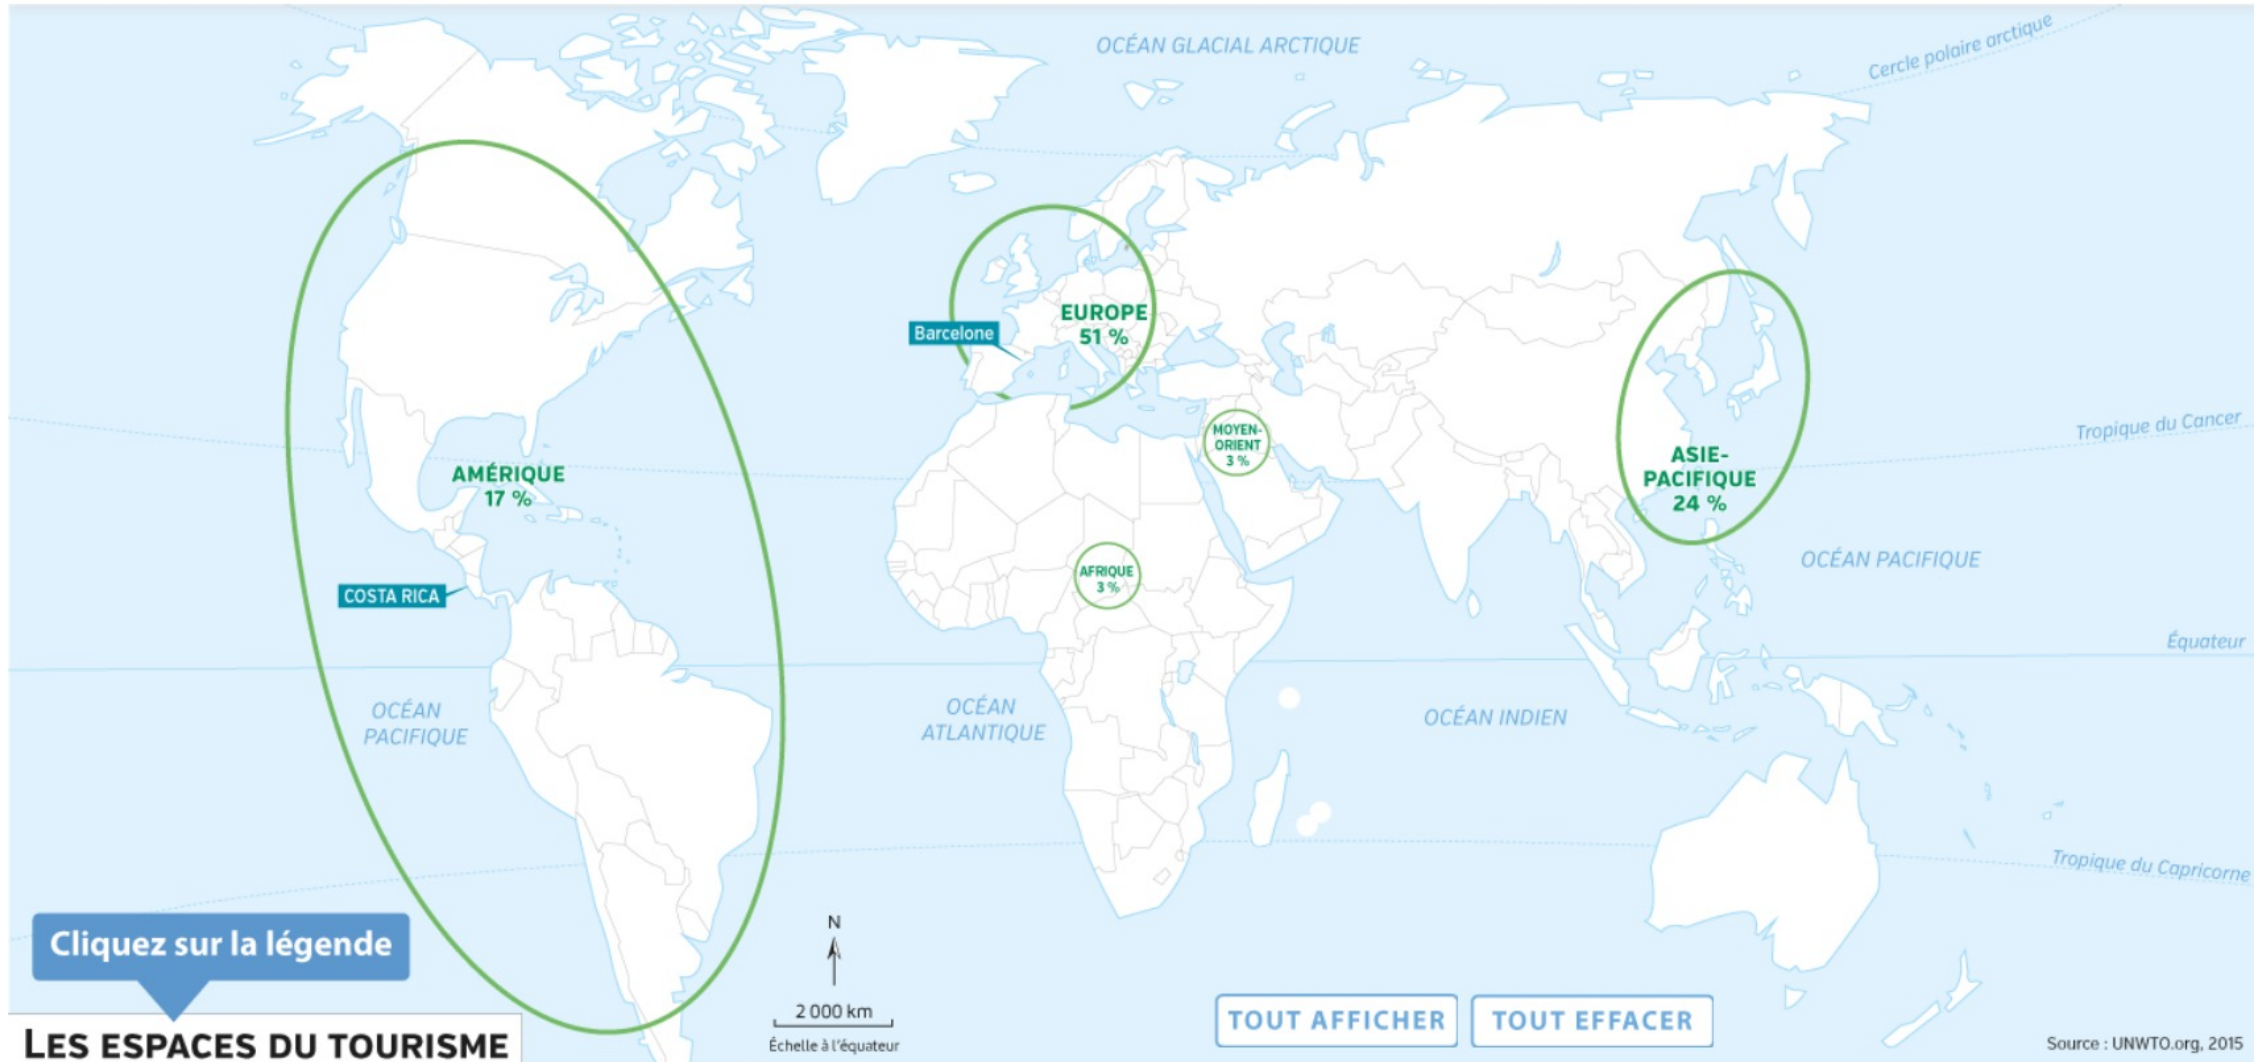 OCÉAN GLACIAL ARCTIQUE
Cercle polaire arctique
EUROPE
51 %
Barcelone
Tropique du Cancer
MOYEN-
ORIENT
3 %
ASIE-
PACIFIQUE
24 %
AMÉRIQUE
17 %
OCÉAN PACIFIQUE
AFRIQUE
3 %
COSTA RICA
Équateur
OCÉAN
PACIFIQUE
OCÉAN
ATLANTIQUE
OCÉAN INDIEN
Tropique du Capricorne
Cliquez sur la légende
N
2 000 km
Échelle à l'équateur
TOUT AFFICHER
TOUT EFFACER
LES ESPACES DU TOURISME
Source : UNWTO.org, 2015